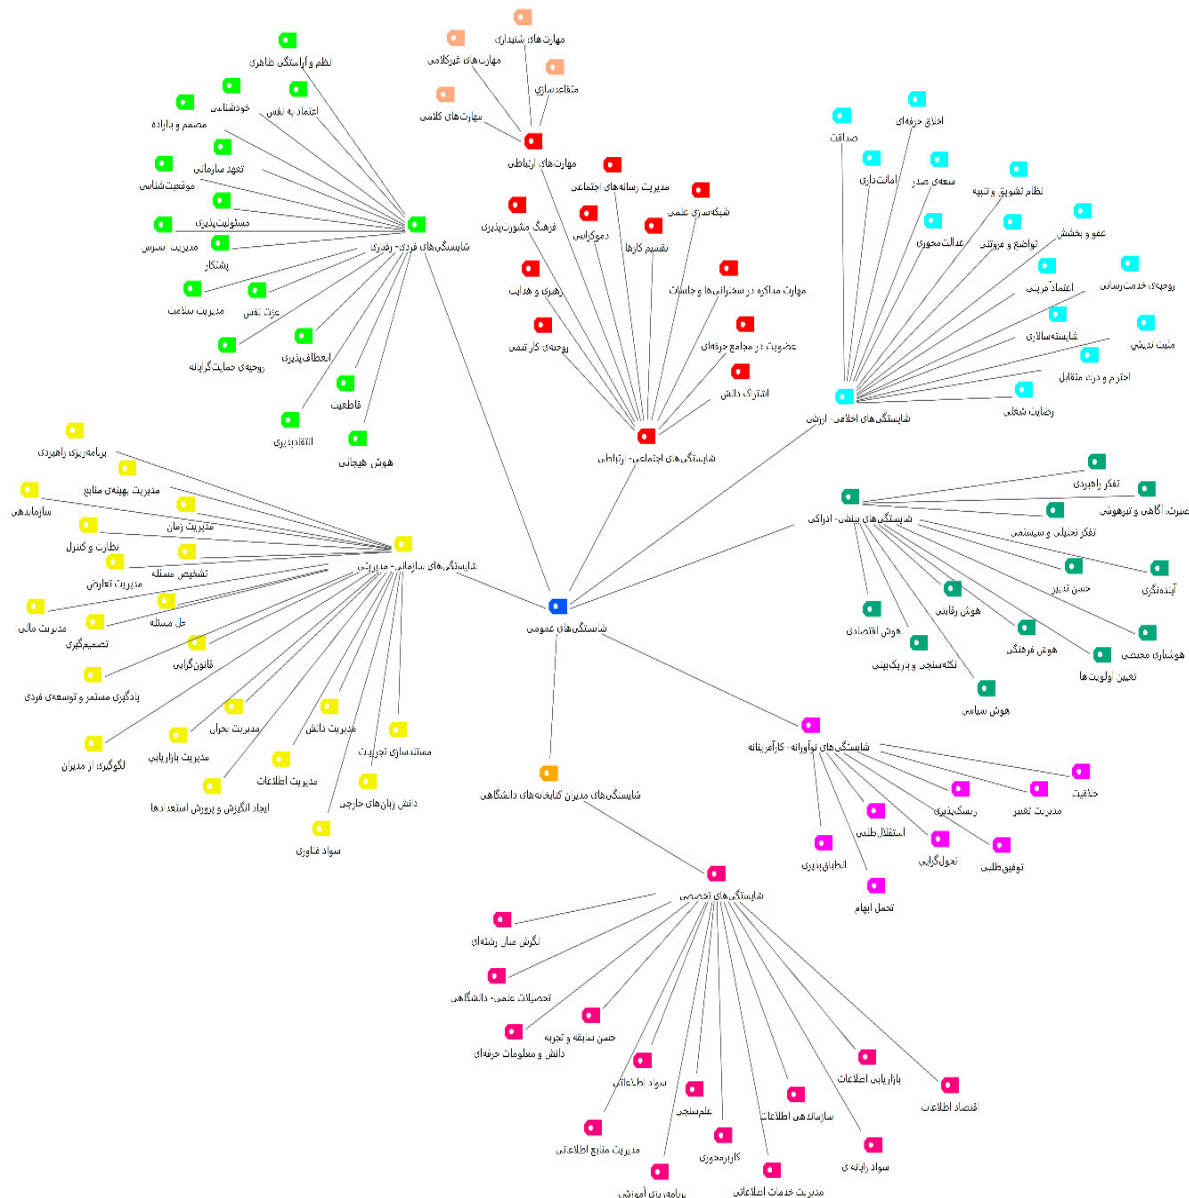 مهارت‌های شنیداری
مهارت‌های غیرکلامی
متقاعدسازی
مهارت‌های کلامی
مهارت‌های ارتباطی
نظم و آراستگی ظاهری
خودشناسی
اعتماد به نفس
مصمم و بااراده
تعهد سازمانی
موقعیت‌شناسی
مسئولیت‌پذیری
مدیریت استرس
پشتکار
شایستگی‌های فردی- رفتاری
مدیریت سلامت
عزت نفس
روحیه‌ی حمایت‌گرایانه
انعطاف‌پذیری
قاطعیت
انتقادپذیری
هوش هیجانی
مدیریت رسانه‌های اجتماعی
شبکه‌سازی علمی
فرهنگ مشورت‌پذیری
دموکراسی
تقسیم کارها
رهبری و هدایت
مهارت مذاکره در سخنرانی‌ها و جلسات
روحیه‌ی کار تیمی
عضویت در مجامع حرفه‌ای
اشتراک دانش
شایستگی‌های اجتماعی- ارتباطی
اخلاق حرفه‌ای
صداقت
امانت‌داری
سعه‌ی صدر
نظام تشویق و تنبیه
عدالت‌محوری
تواضع و فروتنی
عفو و بخشش
اعتماد آفرینی
روحیه‌ی خدمت‌رسانی
شایسته‌سالاری
مثبت اندیشی
احترام و درک متقابل
رضایت شغلی
شایستگی‌های اخلاقی- ارزشی
برنامه‌ریزی راهبردی
مدیریت بهینه‌ی منابع
سازماندهی
مدیریت زمان
نظارت و کنترل
تشخیص مسئله
مدیریت تعارض
شایستگی‌های سازمانی- مدیریتی
حل مسئله
مدیریت مالی
تصمیم‌گیری
قانون‌گرایی
یادگیری مستمر و توسعه‌ی فردی
مدیریت بحران
مدیریت دانش
مستندسازی تجربیات
الگوگیری از مدیران
مدیریت بازاریابی
مدیریت اطلاعات
ایجاد انگیزش و پرورش استعدادها
دانش زبان‌های خارجی
سواد فناوری
تفکر راهبردی
شایستگی‌های بینشی- ادراکی
تفکر تحلیلی و سیستمی
آینده‌نگری
حسن تدبیر
هوش رقابتی
هوش اقتصادی
هوش فرهنگی
هوشیاری محیطی
نکته‌سنجی و باریک‌بینی
تعیین اولویت‌ها
هوش سیاسی
شایستگی‌های عمومی
شایستگی‌های نوآورانه- کارآفرینانه
خلاقیت
ریسک‌پذیری
مدیریت تغییر
استقلال‌طلبی
تحول‌گرایی
توفیق‌طلبی
انطباق‌پذیری
تحمل ابهام
شایستگی‌های مدیران کتابخانه‌های دانشگاهی
شایستگی‌های تخصصی
نگرش میان رشته‌ای
تحصیلات علمی- دانشگاهی
حسن سابقه و تجربه
دانش و معلومات حرفه‌ای
سواد اطلاعاتی
بازاریابی اطلاعات
علم‌سنجی
سازماندهی اطلاعات
اقتصاد اطلاعات
مدیریت منابع اطلاعاتی
کاربرمحوری
سواد رایانه ی
برنامه‌ریزی آموزشی
مدیریت خدمات اطلاعاتی